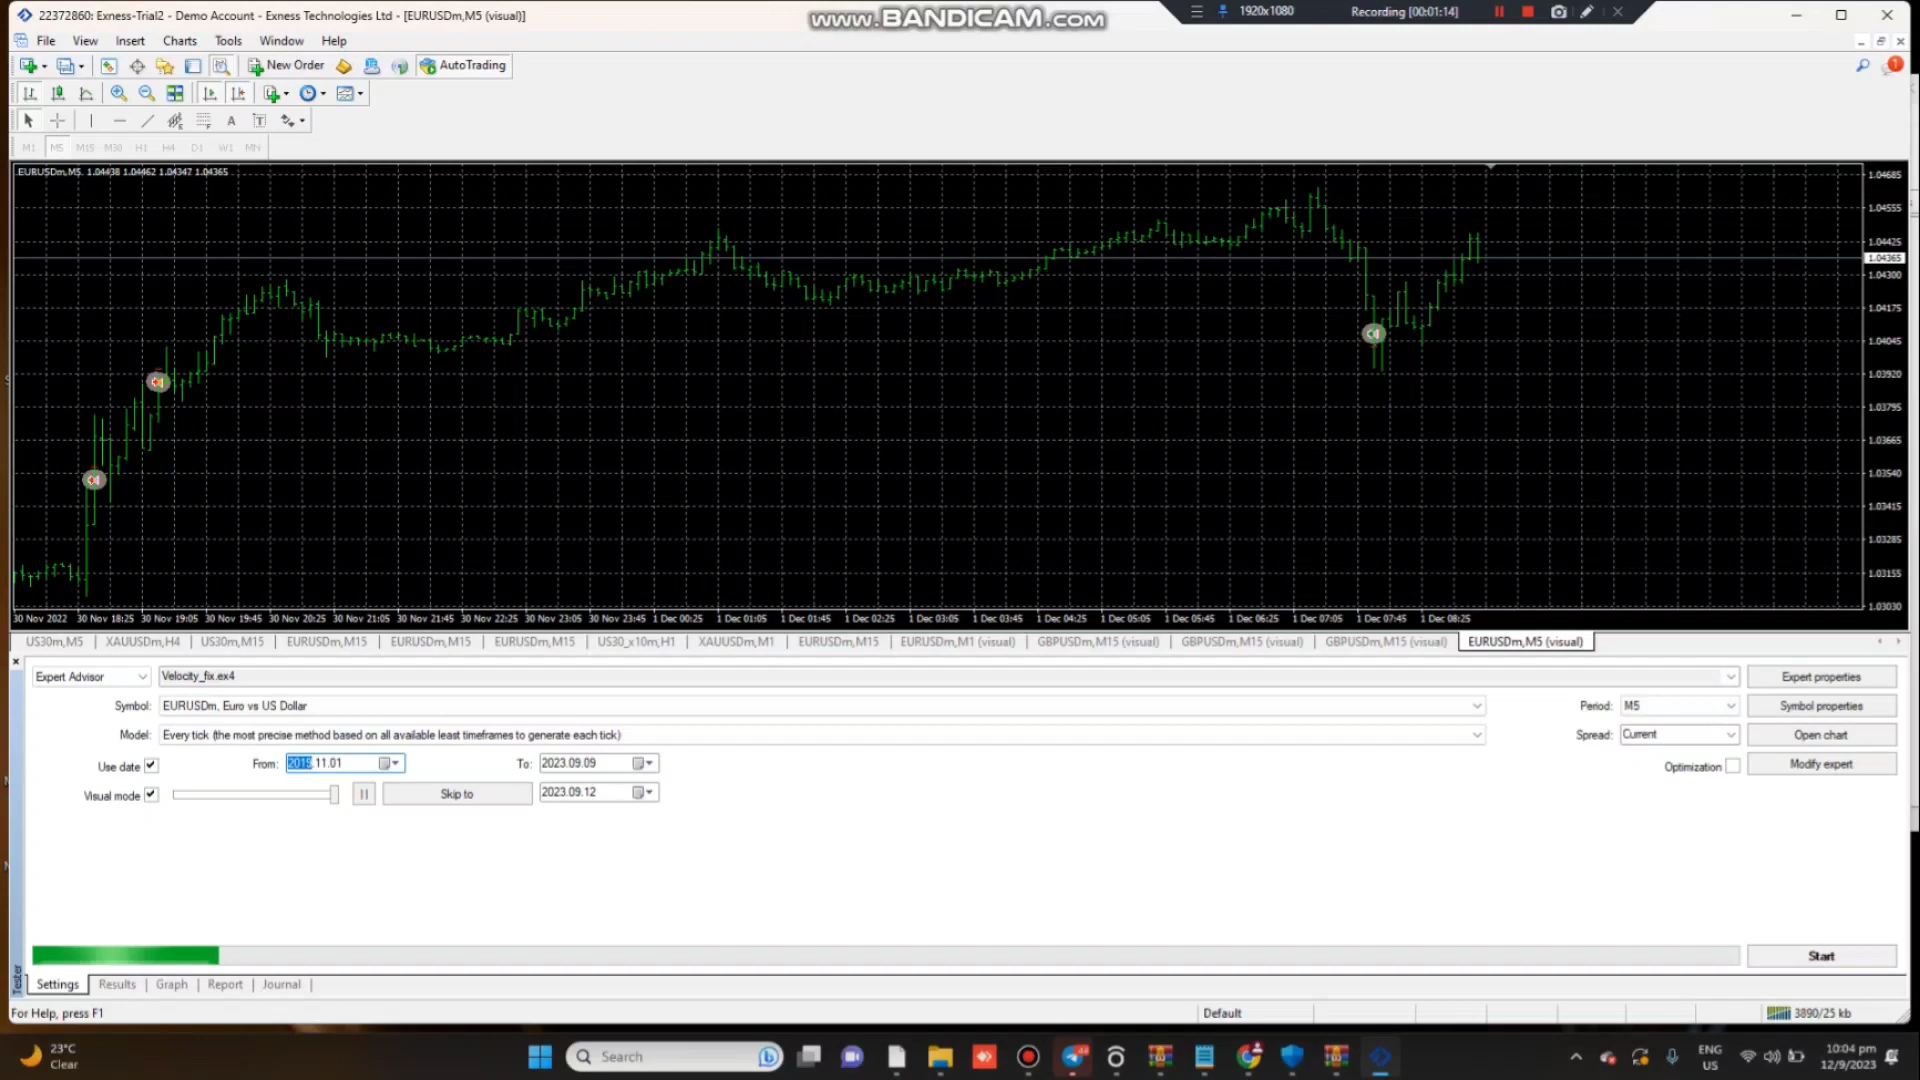 22372860: Exness-Trial2 - Demo Account - Exness Technologies Ltd - [EURUSDm,M5 (visual)]
www.BANDICAM.com
1920x1080
Recording [00:01:14]
File View Insert Charts Tools Window Help
New Order AutoTrading
1
A T
M1 M5 M15 M30 H1 H4 D1 W1 MN
EURUSDm,M5 1.04438 1.04462 1.04347 1.04365
1.04685
1.04555
1.04425
1.04365
1.04300
1.04175
1.04045
1.03920
1.03795
1.03665
1.03540
1.03415
1.03285
1.03155
1.03030
30 Nov 2022 30 Nov 18:25 30 Nov 19:05 30 Nov 19:45 30 Nov 20:25 30 Nov 21:05 30 Nov 21:45 30 Nov 22:25 30 Nov 23:05 30 Nov 23:45 1 Dec 00:25 1 Dec 01:05 1 Dec 01:45 1 Dec 02:25 1 Dec 03:05 1 Dec 03:45 1 Dec 04:25 1 Dec 05:05 1 Dec 05:45 1 Dec 06:25 1 Dec 07:05 1 Dec 07:45 1 Dec 08:25
US30m,M5 XAUUSDm,H4 US30m,M15 EURUSDm,M15 EURUSDm,M15 EURUSDm,M15 US30_x10m,H1 XAUUSDm,M1 EURUSDm,M15 EURUSDm,M1 (visual) GBPUSDm,M15 (visual) GBPUSDm,M15 (visual) GBPUSDm,M15 (visual) EURUSDm,M5 (visual)
Expert Advisor Velocity_fix.ex4 Expert properties
Symbol: EURUSDm, Euro vs US Dollar Period: M5 Symbol properties
Model: Every tick (the most precise method based on all available least timeframes to generate each tick) Spread: Current Open chart
Use date From: .11.01 To: 2023.09.09 Optimization Modify expert
Visual mode Skip to 2023.09.12
Start
Tester
Settings Results Graph Report Journal
For Help, press F1 Default 3890/25 kb
23°C
Clear
Search
ENG
US
10:04 pm
12/9/2023